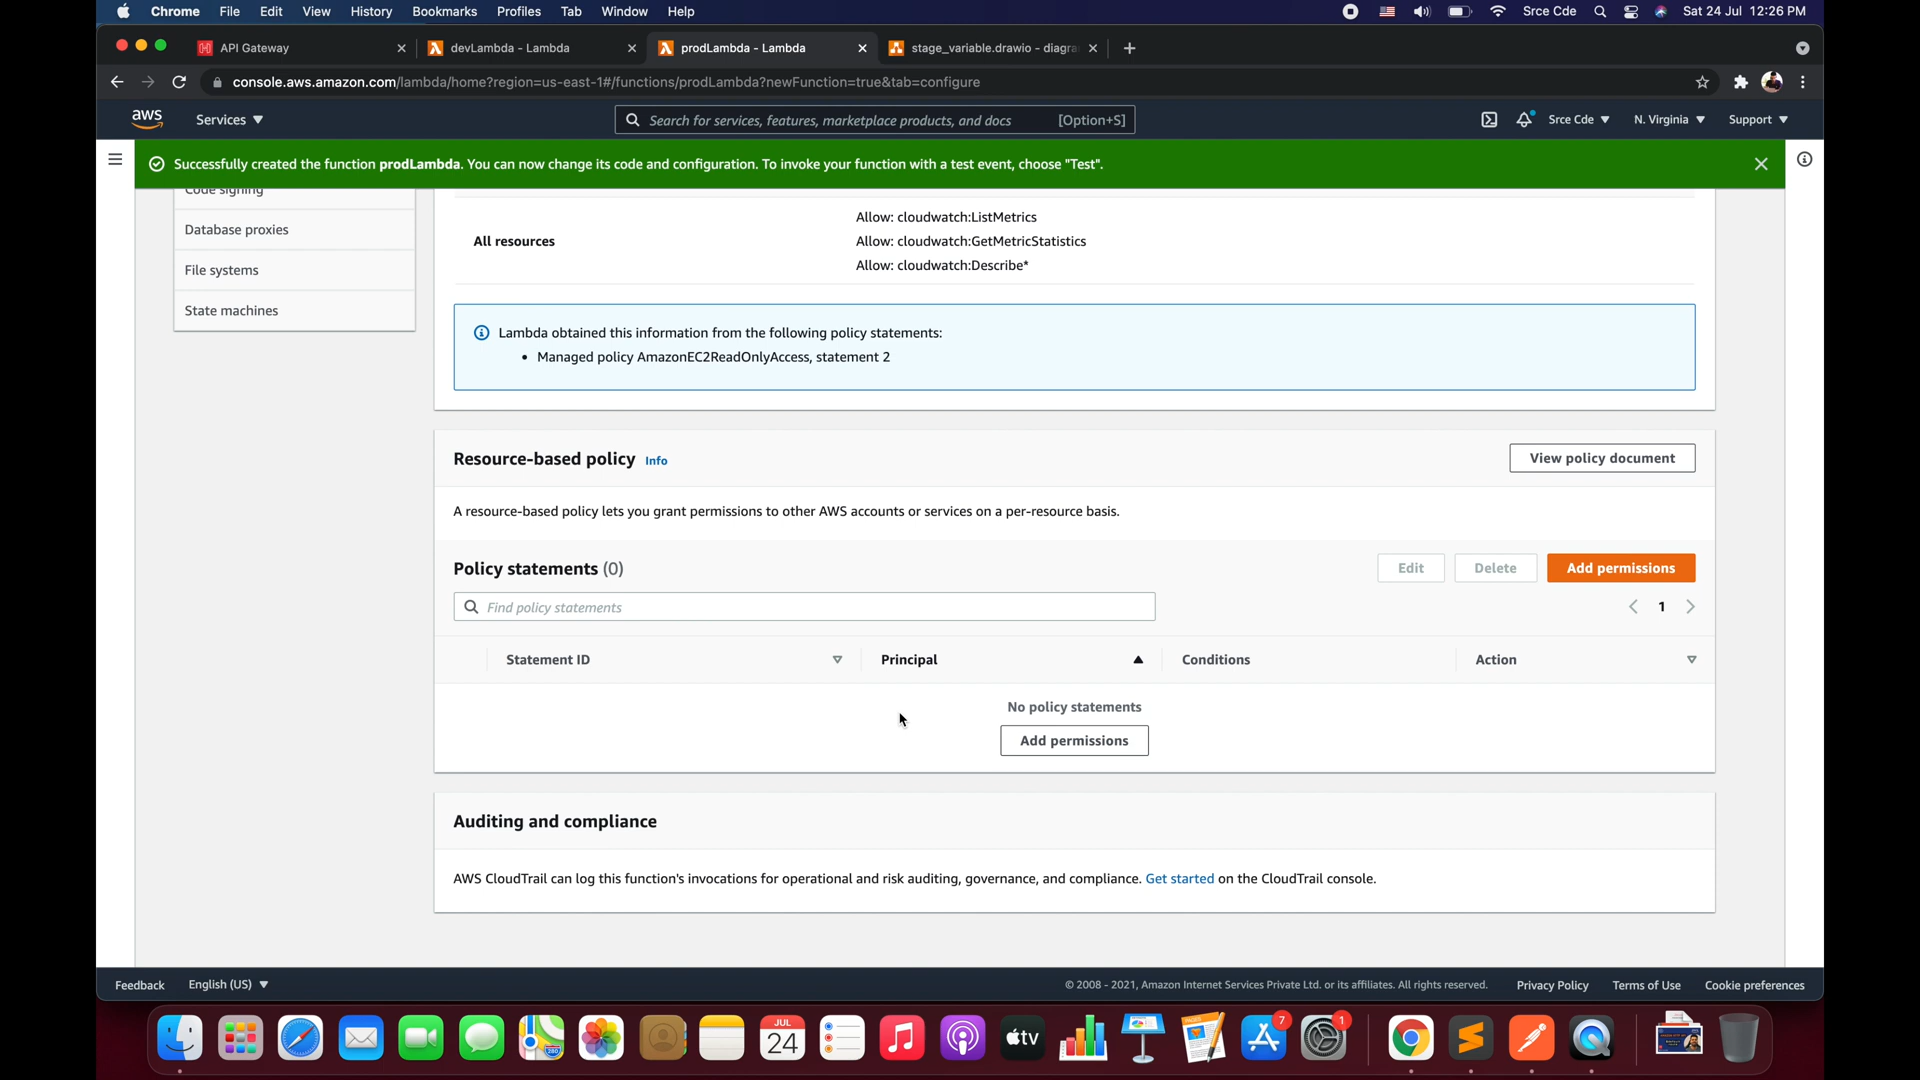 Chrome File Edit View History Bookmarks Profiles Tab Window Help Srce Cde Sat 24 Jul 12:26 PM
API Gateway devLambda - Lambda prodLambda - Lambda stage_variable.drawio - diagra
console.aws.amazon.com/lambda/home?region=us-east-1#/functions/prodLambda?newFunction=true&tab=configure
aws Services Search for services, features, marketplace products, and docs [Option+S] Srce Cde N. Virginia Support
Successfully created the function prodLambda. You can now change its code and configuration. To invoke your function with a test event, choose "Test".
Code signing
Database proxies
File systems
State machines
All resources
Allow: cloudwatch:ListMetrics
Allow: cloudwatch:GetMetricStatistics
Allow: cloudwatch:Describe*
Lambda obtained this information from the following policy statements:
• Managed policy AmazonEC2ReadOnlyAccess, statement 2
Resource-based policy Info View policy document
A resource-based policy lets you grant permissions to other AWS accounts or services on a per-resource basis.
Policy statements (0) Edit Delete Add permissions
Find policy statements 1
Statement ID Principal Conditions Action
No policy statements
Add permissions
Auditing and compliance
AWS CloudTrail can log this function's invocations for operational and risk auditing, governance, and compliance. Get started on the CloudTrail console.
Feedback English (US) © 2008 - 2021, Amazon Internet Services Private Ltd. or its affiliates. All rights reserved. Privacy Policy Terms of Use Cookie preferences
JUL
24
280
tv
7
1